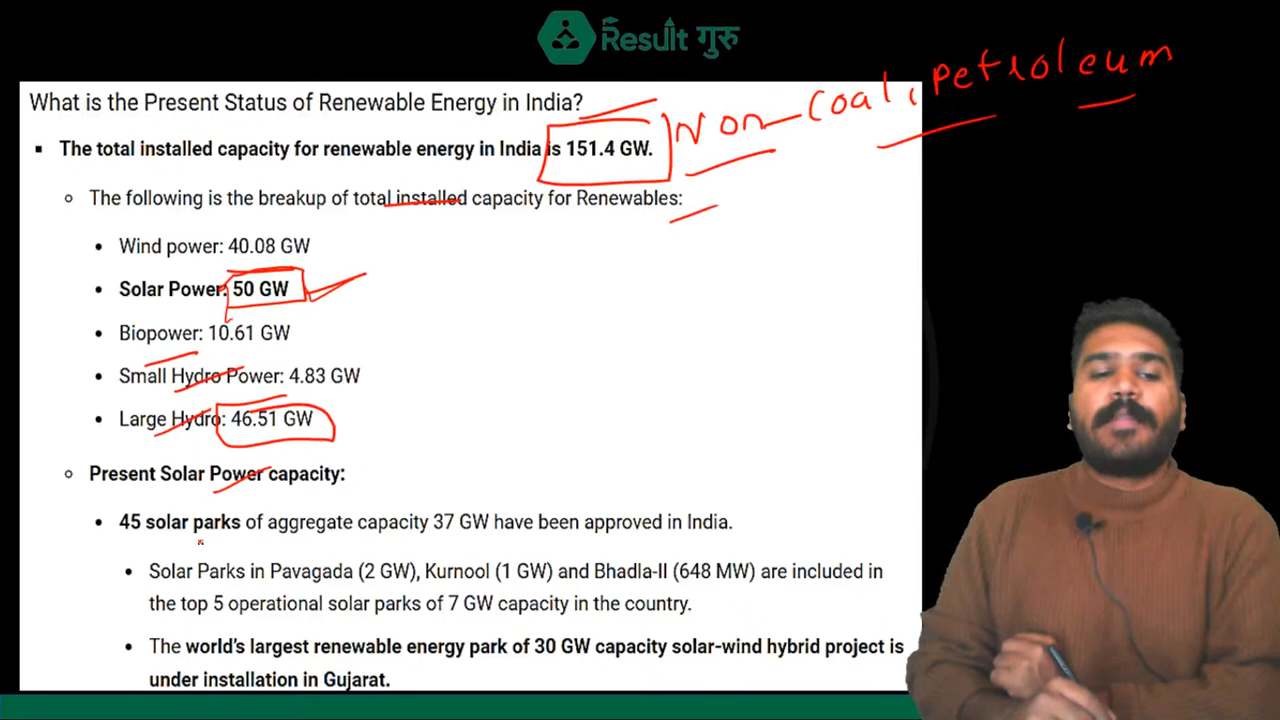 Result गुरु
What is the Present Status of Renewable Energy in India?
Non-Coal, petroleum
▪ The total installed capacity for renewable energy in India is 151.4 GW.
○ The following is the breakup of total installed capacity for Renewables:
• Wind power: 40.08 GW
• Solar Power: 50 GW
• Biopower: 10.61 GW
• Small Hydro Power: 4.83 GW
• Large Hydro: 46.51 GW
○ Present Solar Power capacity:
• 45 solar parks of aggregate capacity 37 GW have been approved in India.
• Solar Parks in Pavagada (2 GW), Kurnool (1 GW) and Bhadla-II (648 MW) are included in
the top 5 operational solar parks of 7 GW capacity in the country.
• The world's largest renewable energy park of 30 GW capacity solar-wind hybrid project is
under installation in Gujarat.